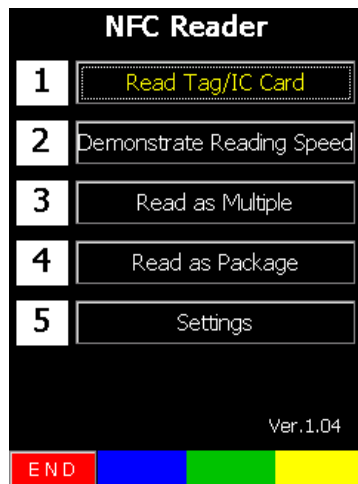 NFC Reader
1 Read Tag/IC Card
2 Demonstrate Reading Speed
3 Read as Multiple
4 Read as Package
5 Settings
Ver.1.04
END